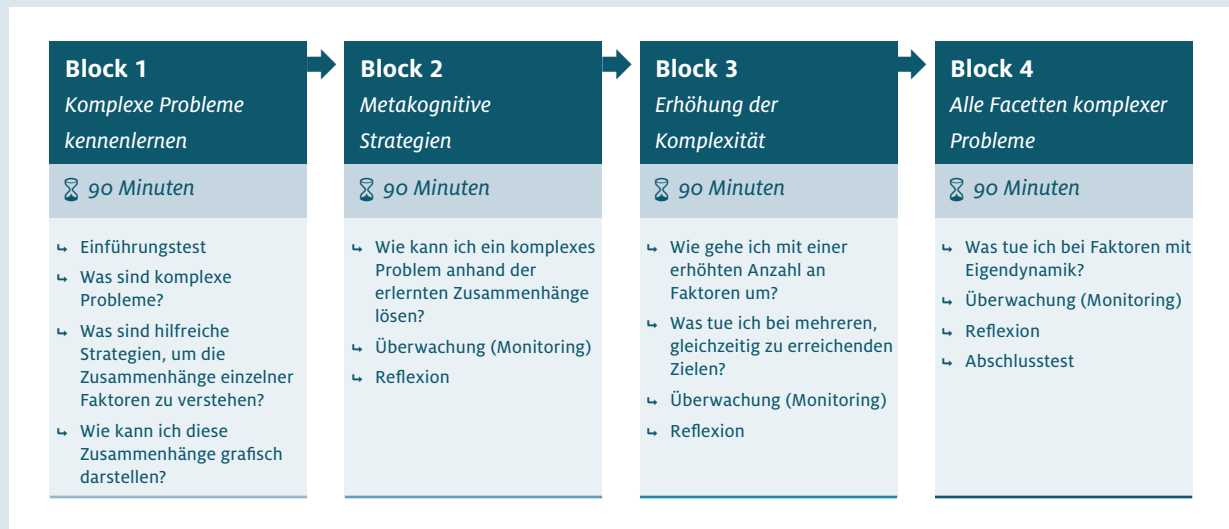 Block 1
Komplexe Probleme
kennenlernen
90 Minuten
↳ Einführungstest
↳ Was sind komplexe
Probleme?
↳ Was sind hilfreiche
Strategien, um die
Zusammenhänge einzelner
Faktoren zu verstehen?
↳ Wie kann ich diese
Zusammenhänge grafisch
darstellen?
Block 2
Metakognitive
Strategien
90 Minuten
↳ Wie kann ich ein komplexes
Problem anhand der
erlernten Zusammenhänge
lösen?
↳ Überwachung (Monitoring)
↳ Reflexion
Block 3
Erhöhung der
Komplexität
90 Minuten
↳ Wie gehe ich mit einer
erhöhten Anzahl an
Faktoren um?
↳ Was tue ich bei mehreren,
gleichzeitig zu erreichenden
Zielen?
↳ Überwachung (Monitoring)
↳ Reflexion
Block 4
Alle Facetten komplexer
Probleme
90 Minuten
↳ Was tue ich bei Faktoren mit
Eigendynamik?
↳ Überwachung (Monitoring)
↳ Reflexion
↳ Abschlusstest